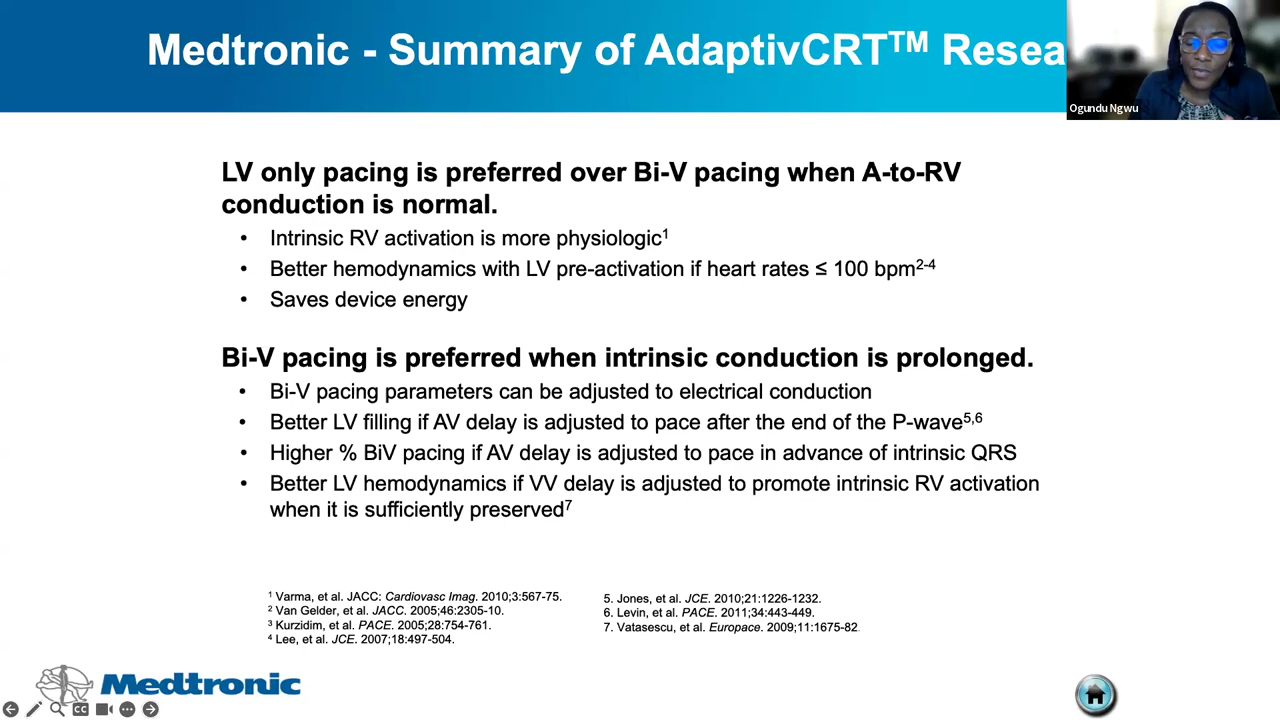 Medtronic - Summary of AdaptivCRT™ Resea
Ogundu Ngwu
LV only pacing is preferred over Bi-V pacing when A-to-RV
conduction is normal.
• Intrinsic RV activation is more physiologic¹
• Better hemodynamics with LV pre-activation if heart rates ≤ 100 bpm²⁻⁴
• Saves device energy
Bi-V pacing is preferred when intrinsic conduction is prolonged.
• Bi-V pacing parameters can be adjusted to electrical conduction
• Better LV filling if AV delay is adjusted to pace after the end of the P-wave⁵,⁶
• Higher % BiV pacing if AV delay is adjusted to pace in advance of intrinsic QRS
• Better LV hemodynamics if VV delay is adjusted to promote intrinsic RV activation
when it is sufficiently preserved⁷
¹ Varma, et al. JACC: Cardiovasc Imag. 2010;3:567-75.
² Van Gelder, et al. JACC. 2005;46:2305-10.
³ Kurzidim, et al. PACE. 2005;28:754-761.
⁴ Lee, et al. JCE. 2007;18:497-504.
5. Jones, et al. JCE. 2010;21:1226-1232.
6. Levin, et al. PACE. 2011;34:443-449.
7. Vatasescu, et al. Europace. 2009;11:1675-82.
Medtronic
CC